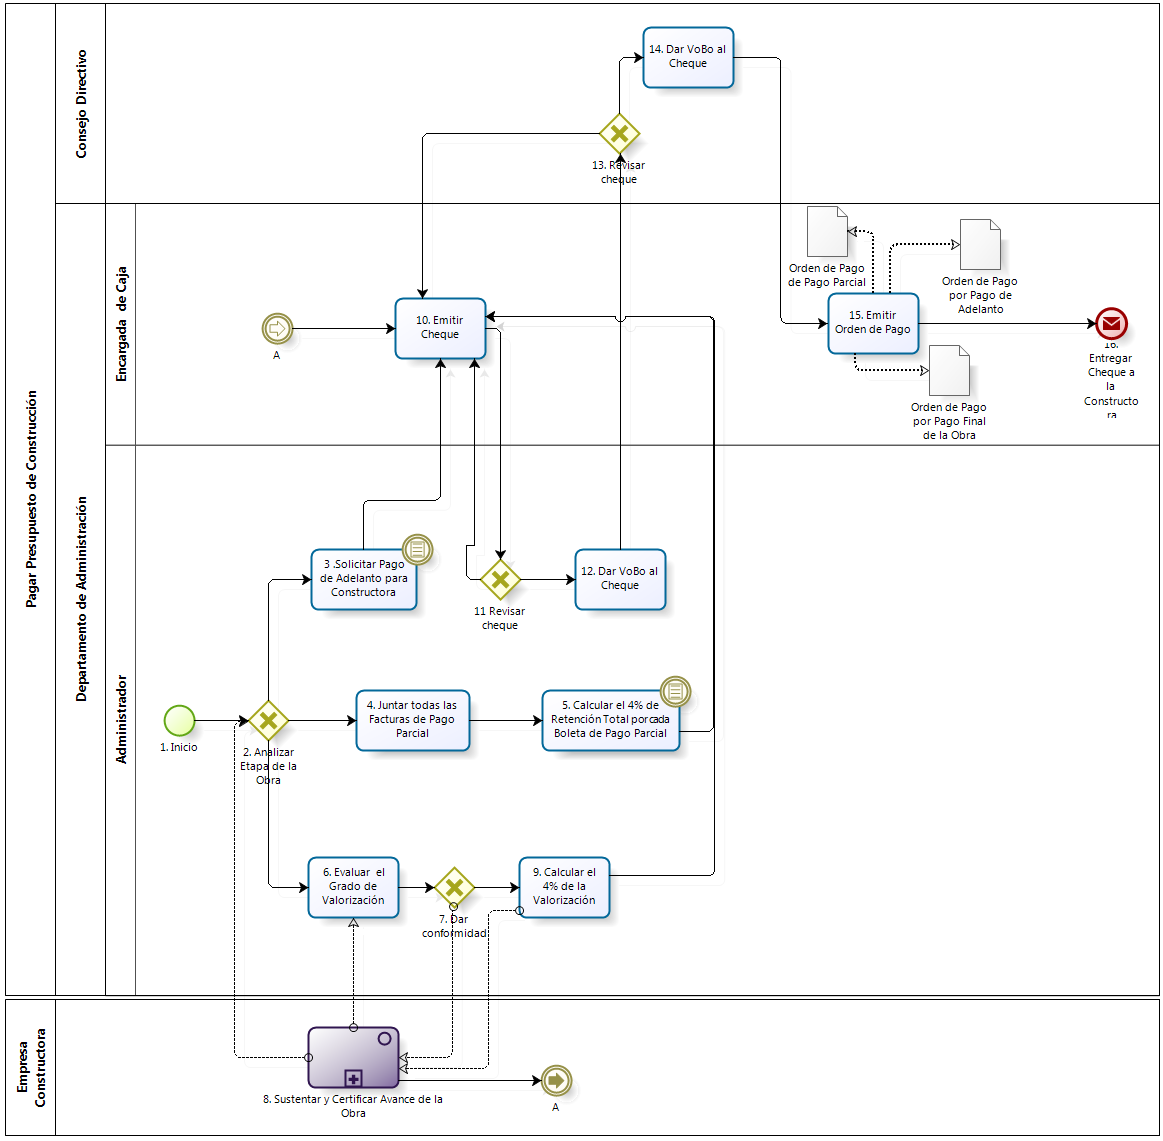 Pagar Presupuesto de Construcción
Consejo Directivo
14. Dar VoBo al
Cheque
13. Revisar
cheque
Departamento de Administración
Encargada de Caja
A
10. Emitir
Cheque
Orden de Pago
de Pago Parcial
Orden de Pago
por Pago de
Adelanto
15. Emitir
Orden de Pago
Orden de Pago
por Pago Final
de la Obra
16.
Entregar
Cheque a
la
Constructo
ra
Administrador
3 .Solicitar Pago
de Adelanto para
Constructora
11 Revisar
cheque
12. Dar VoBo al
Cheque
1. Inicio
2. Analizar
Etapa de la
Obra
4. Juntar todas las
Facturas de Pago
Parcial
5. Calcular el 4% de
Retención Total por cada
Boleta de Pago Parcial
6. Evaluar el
Grado de
Valorización
7. Dar
conformidad
9. Calcular el
4% de la
Valorización
Empresa
Constructora
8. Sustentar y Certificar Avance de la
Obra
A